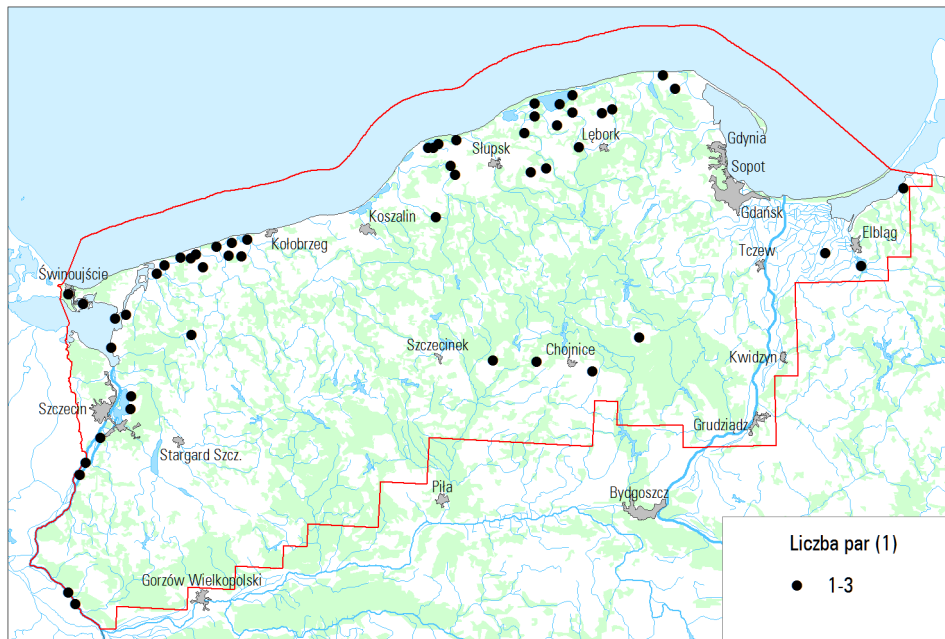 Gdynia
Lębork
Słupsk
Sopot
Gdańsk
Koszalin
Kołobrzeg
Elbląg
Tczew
Świnoujście
Szczecinek
Chojnice
Kwidzyn
Szczecin
Grudziadz
Stargard Szcz.
Piła
Bydgoszcz
Liczba par (1)
Gorzów Wielkopolski
1-3